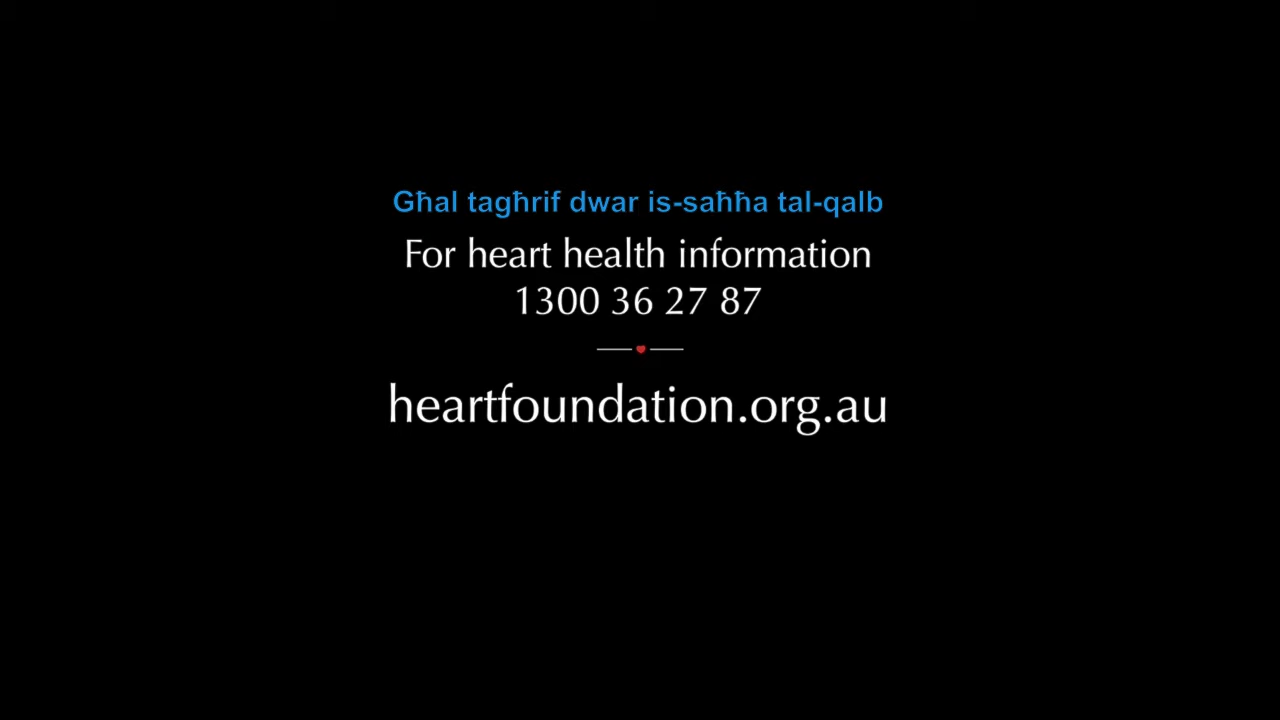 Għal tagħrif dwar is-saħħa tal-qalb
For heart health information
1300 36 27 87
heartfoundation.org.au